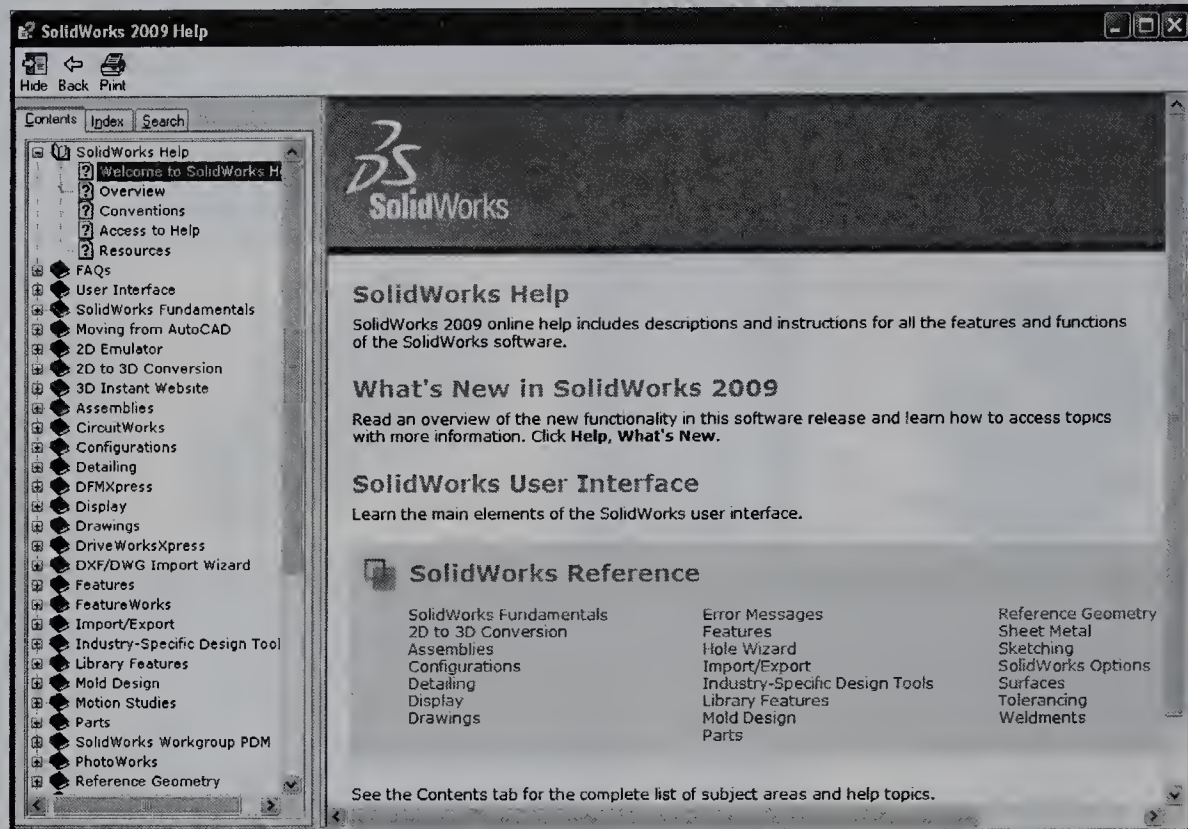 SolidWorks 2009 Help
Hide Back Print
Contents Index Search
SolidWorks Help
Welcome to SolidWorks H
Overview
Conventions
Access to Help
Resources
FAQs
User Interface
SolidWorks Fundamentals
Moving from AutoCAD
2D Emulator
2D to 3D Conversion
3D Instant Website
Assemblies
CircuitWorks
Configurations
Detailing
DFMXpress
Display
Drawings
DriveWorksXpress
DXF/DWG Import Wizard
Features
FeatureWorks
Import/Export
Industry-Specific Design Tool
Library Features
Mold Design
Motion Studies
Parts
SolidWorks Workgroup PDM
PhotoWorks
Reference Geometry
DS
SolidWorks
SolidWorks Help
SolidWorks 2009 online help includes descriptions and instructions for all the features and functions
of the SolidWorks software.
What's New in SolidWorks 2009
Read an overview of the new functionality in this software release and learn how to access topics
with more information. Click Help, What's New.
SolidWorks User Interface
Learn the main elements of the SolidWorks user interface.
SolidWorks Reference
SolidWorks Fundamentals
2D to 3D Conversion
Assemblies
Configurations
Detailing
Display
Drawings
Error Messages
Features
Hole Wizard
Import/Export
Industry-Specific Design Tools
Library Features
Mold Design
Parts
Reference Geometry
Sheet Metal
Sketching
SolidWorks Options
Surfaces
Tolerancing
Weldments
See the Contents tab for the complete list of subject areas and help topics.